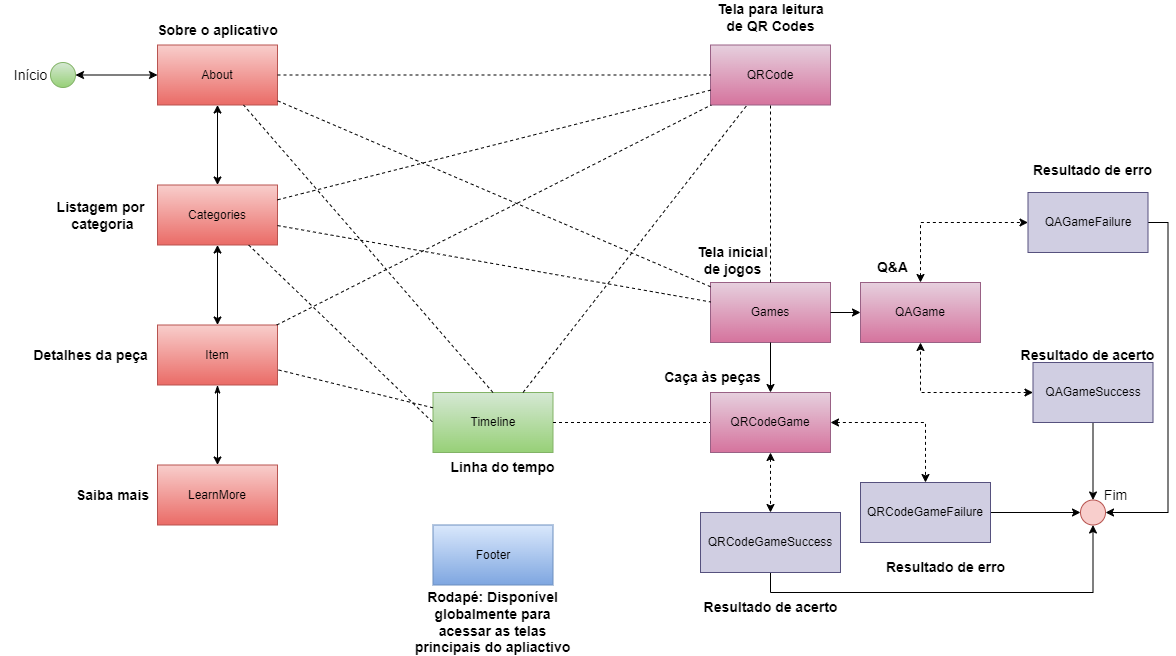 Tela para leitura
de QR Codes
Sobre o aplicativo
Início
About
QRCode
Resultado de erro
Listagem por
categoria
Categories
QAGameFailure
Tela inicial
de jogos
Q&A
Games
QAGame
Detalhes da peça
Item
Resultado de acerto
Caça às peças
QAGameSuccess
Timeline
QRCodeGame
Linha do tempo
Saiba mais
LearnMore
Fim
QRCodeGameFailure
QRCodeGameSuccess
Footer
Resultado de erro
Rodapé: Disponível
globalmente para
acessar as telas
principais do apliactivo
Resultado de acerto